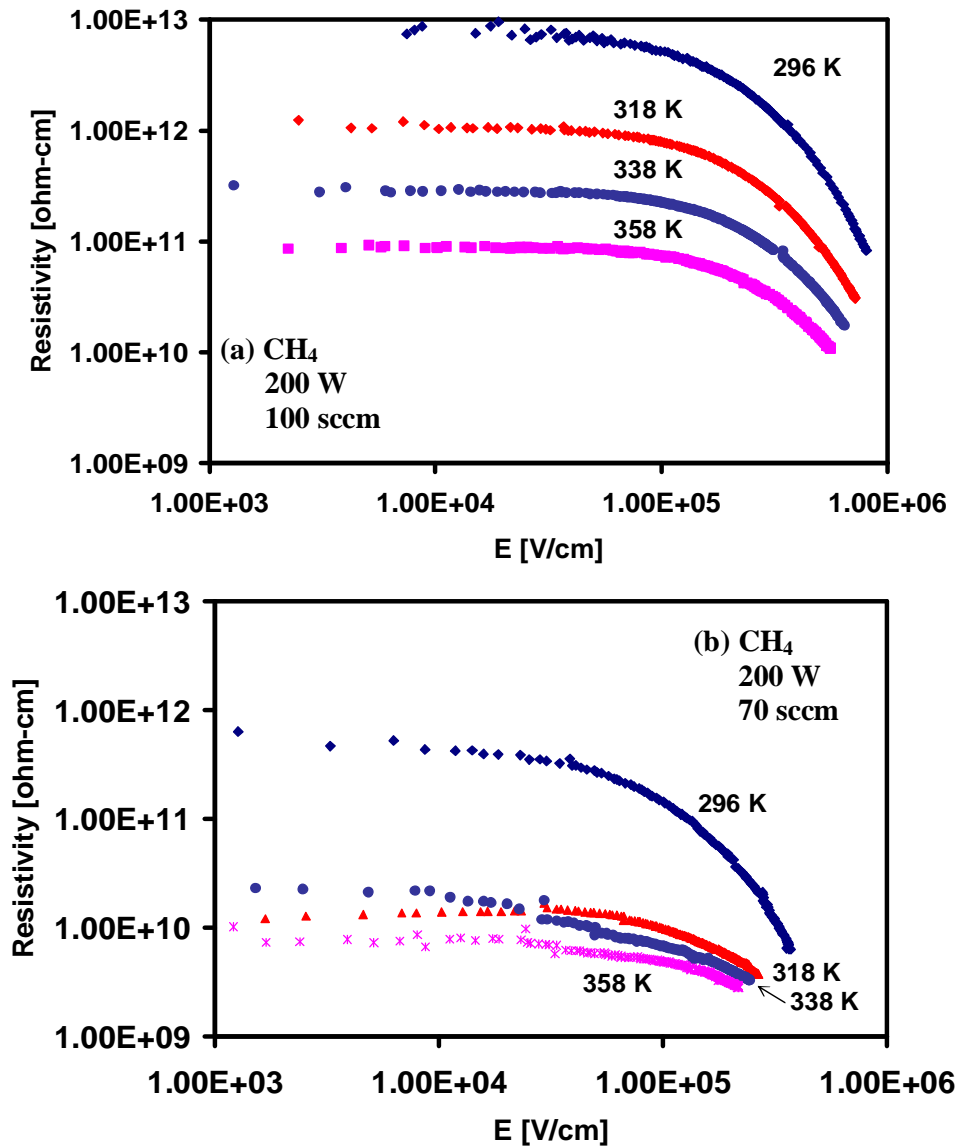 1.00E+13
296 K
318 K
1.00E+12
338 K
358 K
1.00E+11
1.00E+10
(a) CH₄
200 W
100 sccm
1.00E+09
1.00E+03 1.00E+04 1.00E+05 1.00E+06
Resistivity [ohm-cm]
E [V/cm]
1.00E+13
(b) CH₄
200 W
70 sccm
1.00E+12
296 K
1.00E+11
1.00E+10
318 K
358 K
338 K
1.00E+09
1.00E+03 1.00E+04 1.00E+05 1.00E+06
Resistivity [ohm-cm]
E [V/cm]